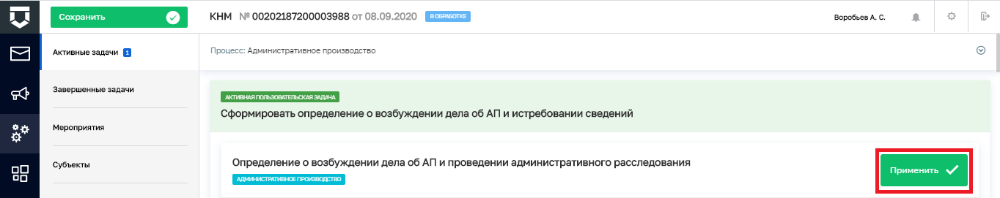 Сохранить
КНМ № 00202187200003988 от 08.09.2020 В ОБРАБОТКЕ
Воробьев А. С.
Активные задачи 1
Завершенные задачи
Мероприятия
Субъекты
Процесс: Административное производство
АКТИВНАЯ ПОЛЬЗОВАТЕЛЬСКАЯ ЗАДАЧА
Сформировать определение о возбуждении дела об АП и истребовании сведений
Определение о возбуждении дела об АП и проведении административного расследования
АДМИНИСТРАТИВНОЕ ПРОИЗВОДСТВО
Применить